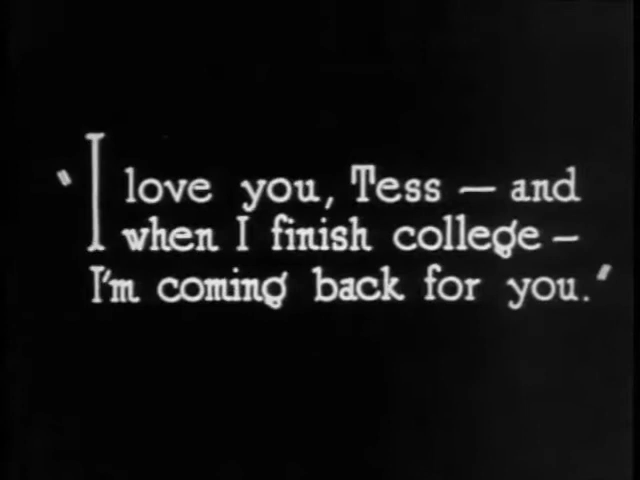 "I love you, Tess — and
when I finish college —
I'm coming back for you."